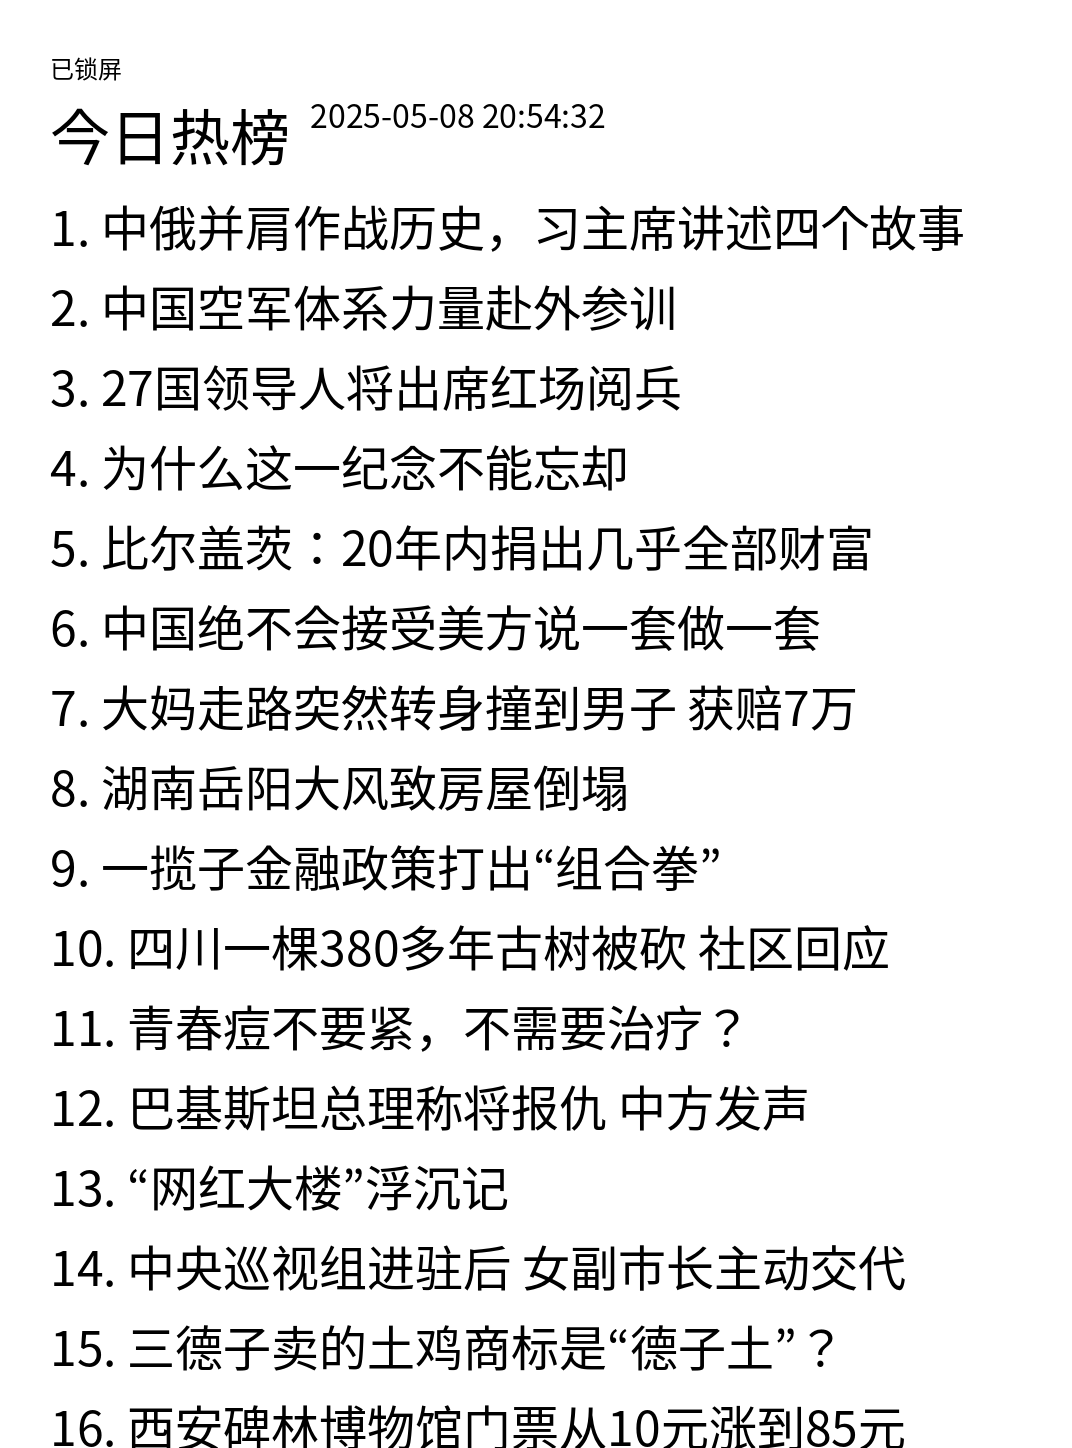 已锁屏
今日热榜 2025-05-08 20:54:32
1. 中俄并肩作战历史，习主席讲述四个故事
2. 中国空军体系力量赴外参训
3. 27国领导人将出席红场阅兵
4. 为什么这一纪念不能忘却
5. 比尔盖茨：20年内捐出几乎全部财富
6. 中国绝不会接受美方说一套做一套
7. 大妈走路突然转身撞到男子 获赔7万
8. 湖南岳阳大风致房屋倒塌
9. 一揽子金融政策打出“组合拳”
10. 四川一棵380多年古树被砍 社区回应
11. 青春痘不要紧，不需要治疗？
12. 巴基斯坦总理称将报仇 中方发声
13. “网红大楼”浮沉记
14. 中央巡视组进驻后 女副市长主动交代
15. 三德子卖的土鸡商标是“德子土”？
16. 西安碑林博物馆门票从10元涨到85元